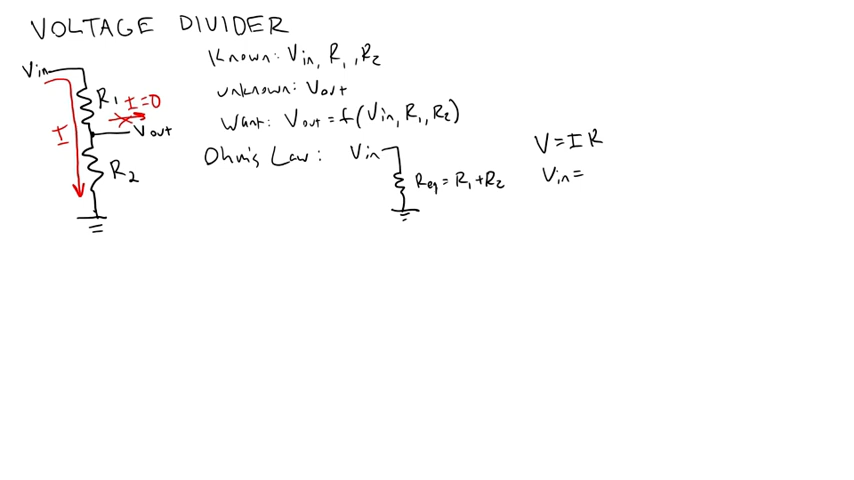 VOLTAGE DIVIDER
Known: Vin, R1, R2
unknown: Vout
Want: Vout = f(Vin, R1, R2)
Vin
R1
I=0
Vout
I
R2
Ohm's Law:
Vin
Req = R1 + R2
V = I R
Vin =